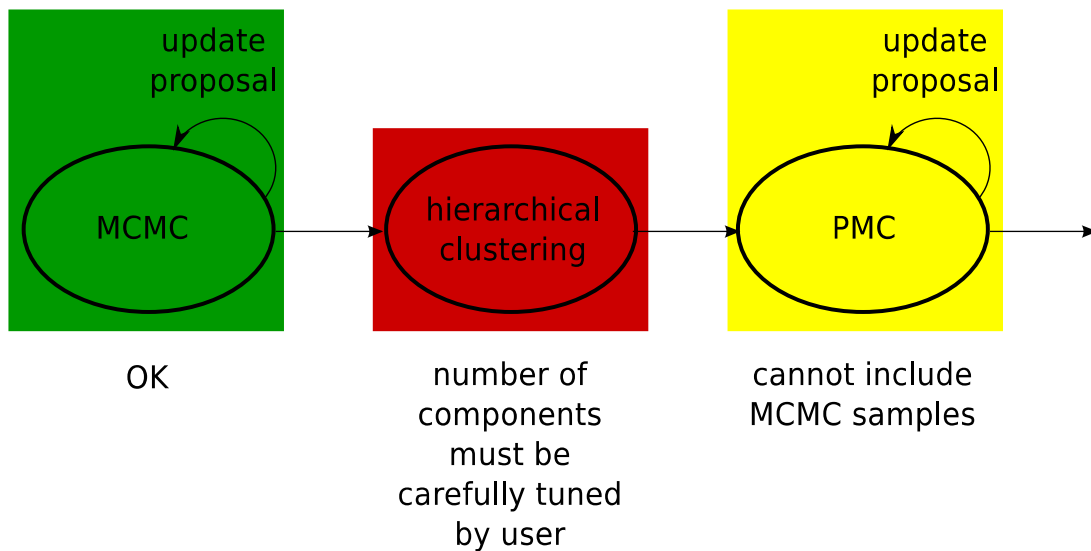 update
proposal
MCMC
OK
hierarchical
clustering
number of
components
must be
carefully tuned
by user
update
proposal
PMC
cannot include
MCMC samples